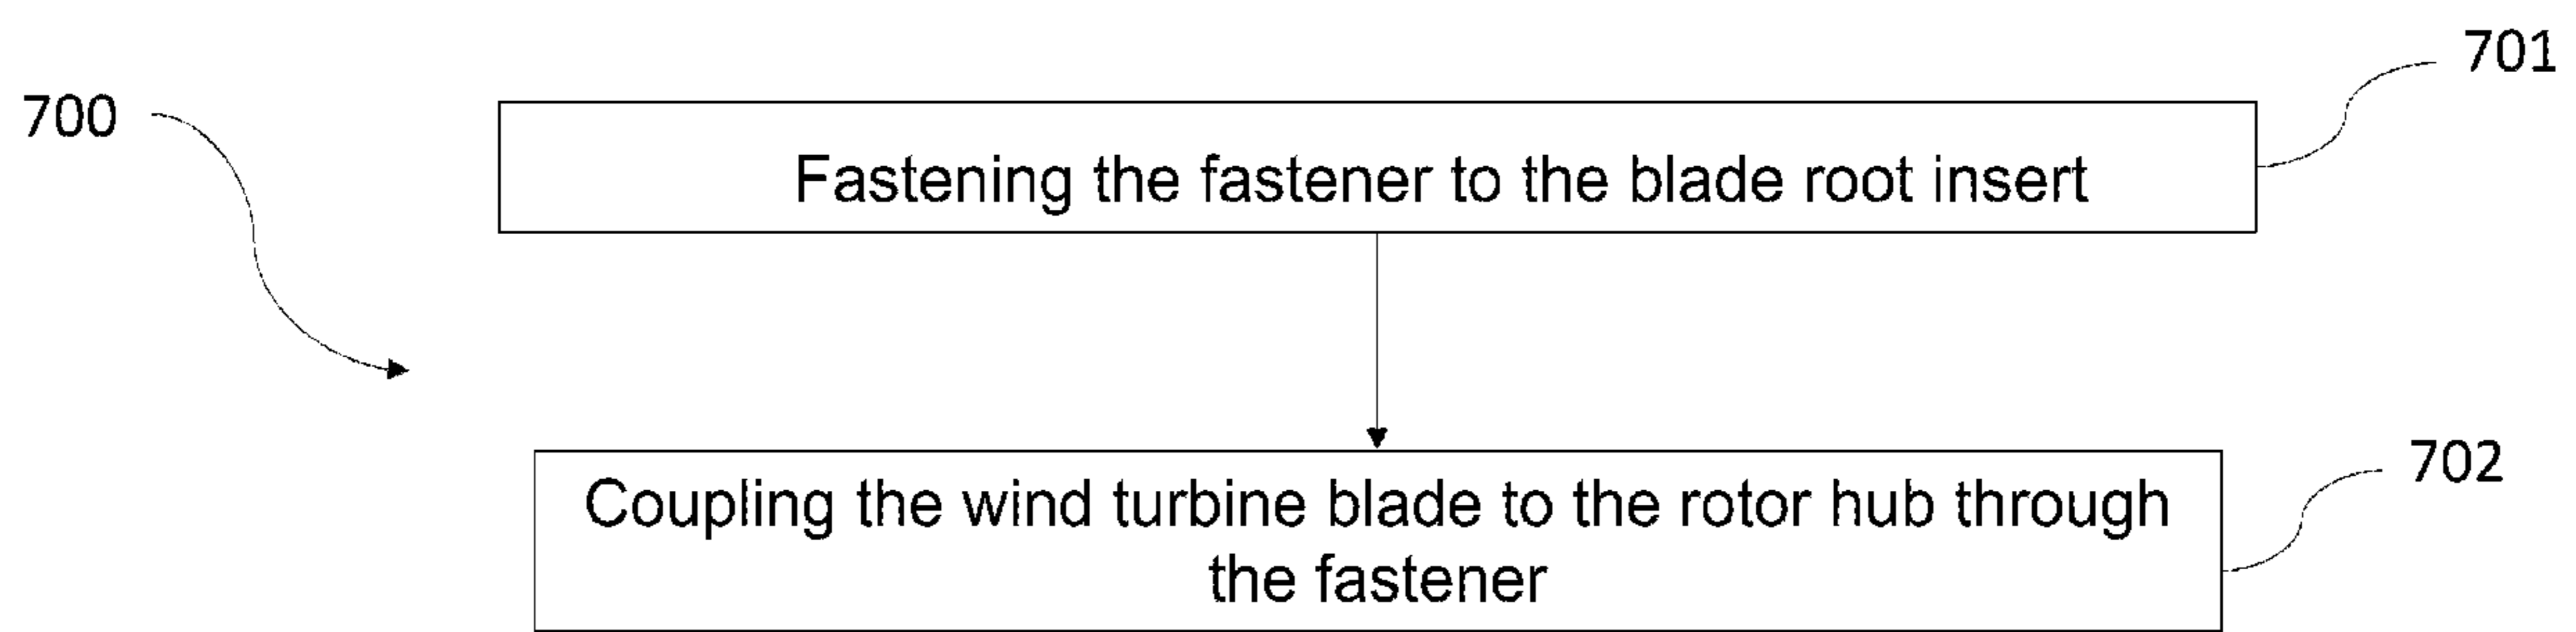 701
700
Fastening the fastener to the blade root insert
702
Coupling the wind turbine blade to the rotor hub through
the fastener